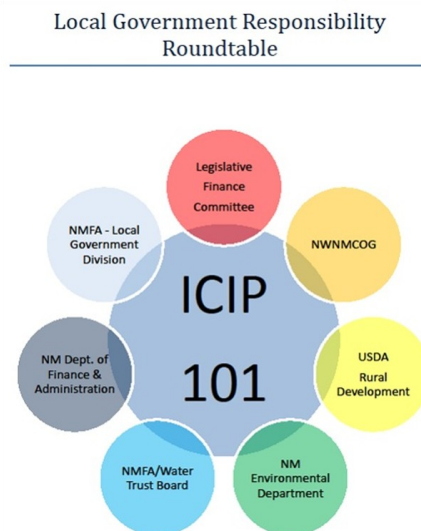 Local Government Responsibility
Roundtable
Legislative
Finance
Committee
NMFA - Local
Government
Division
NWNMCOG
ICIP
101
NM Dept. of
Finance &
Administration
USDA
Rural
Development
NMFA/Water
Trust Board
NM
Environmental
Department